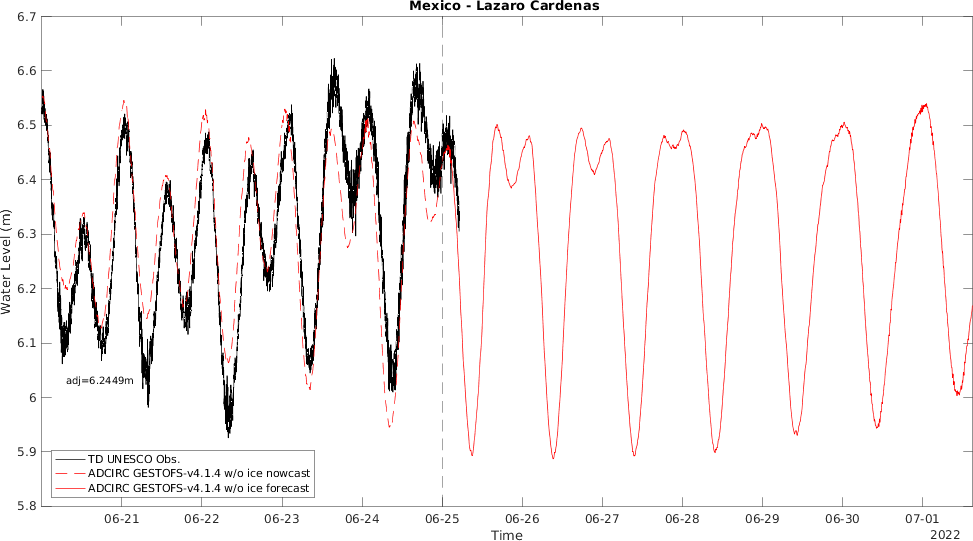 Mexico - Lazaro Cardenas
6.7
6.6
6.5
6.4
6.3
6.2
6.1
6
5.9
5.8
Water Level (m)
adj=6.2449m
TD UNESCO Obs.
ADCIRC GESTOFS-v4.1.4 w/o ice nowcast
ADCIRC GESTOFS-v4.1.4 w/o ice forecast
06-21 06-22 06-23 06-24 06-25 06-26 06-27 06-28 06-29 06-30 07-01
Time
2022